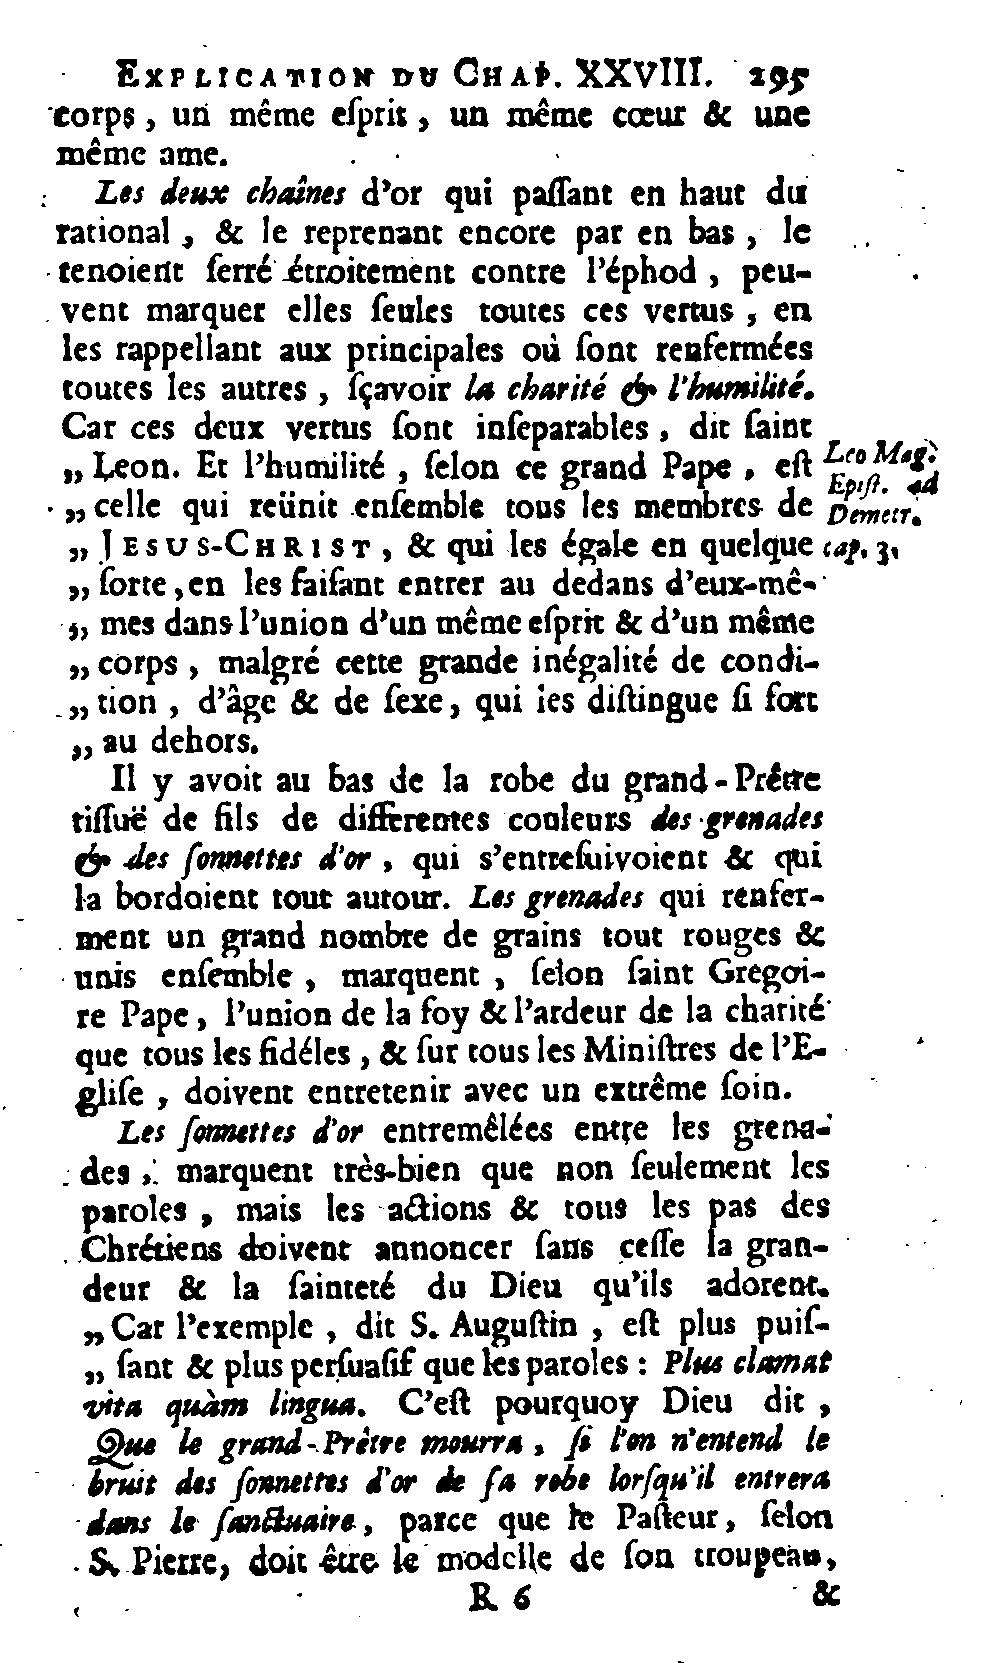 EXPLICATION DU CHAP. XXVIII. 295
corps, un même eſprit, un même cœur & une
même ame.
Les deux chaînes d'or qui paſſant en haut du
rational, & le reprenant encore par en bas, le
tenoient ſerré étroitement contre l'éphod, peu-
vent marquer elles ſeules toutes ces vertus, en
les rappellant aux principales où ſont renfermées
toutes les autres, ſçavoir la charité & l'humilité.
Car ces deux vertus ſont inſeparables, dit ſaint
„ Leon. Et l'humilité, ſelon ce grand Pape, eſt
„ celle qui reünit enſemble tous les membres de
„ JESUS-CHRIST, & qui les égale en quelque
„ ſorte, en les faiſant entrer au dedans d'eux-mê-
„ mes dans l'union d'un même eſprit & d'un même
„ corps, malgré cette grande inégalité de condi-
„ tion, d'âge & de ſexe, qui les diſtingue ſi fort
„ au dehors.
Leo Mag.
Epiſt. ad
Demetr.
cap. 3.
Il y avoit au bas de la robe du grand-Prêtre
tiſſuë de fils de differentes couleurs des grenades
& des ſonnettes d'or, qui s'entreſuivoient & qui
la bordoient tout autour. Les grenades qui renfer-
ment un grand nombre de grains tout rouges &
unis enſemble, marquent, ſelon ſaint Gregoi-
re Pape, l'union de la foy & l'ardeur de la charité
que tous les fidéles, & ſur tous les Miniſtres de l'E-
gliſe, doivent entretenir avec un extrême ſoin.
Les ſonnettes d'or entremêlées entre les grena-
des, marquent très-bien que non ſeulement les
paroles, mais les actions & tous les pas des
Chrétiens doivent annoncer ſans ceſſe la gran-
deur & la ſainteté du Dieu qu'ils adorent.
„ Car l'exemple, dit S. Auguſtin, eſt plus puiſ-
„ ſant & plus perſuaſif que les paroles : Plus clamat
vita quàm lingua. C'eſt pourquoy Dieu dit,
Que le grand-Prêtre mourra, ſi l'on n'entend le
bruit des ſonnettes d'or de ſa robe lorſqu'il entrera
dans le ſanctuaire, parce que le Paſteur, ſelon
S. Pierre, doit être le modelle de ſon troupeau,
R 6 &